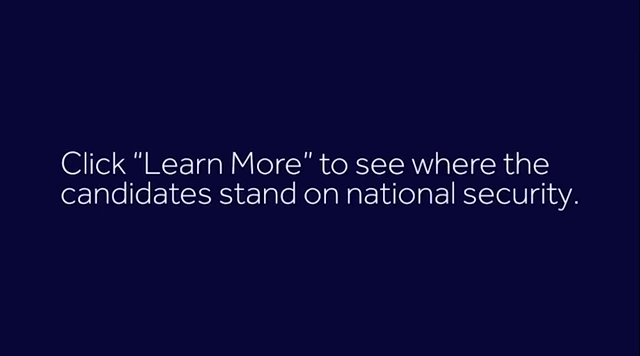 Click "Learn More" to see where the
candidates stand on national security.